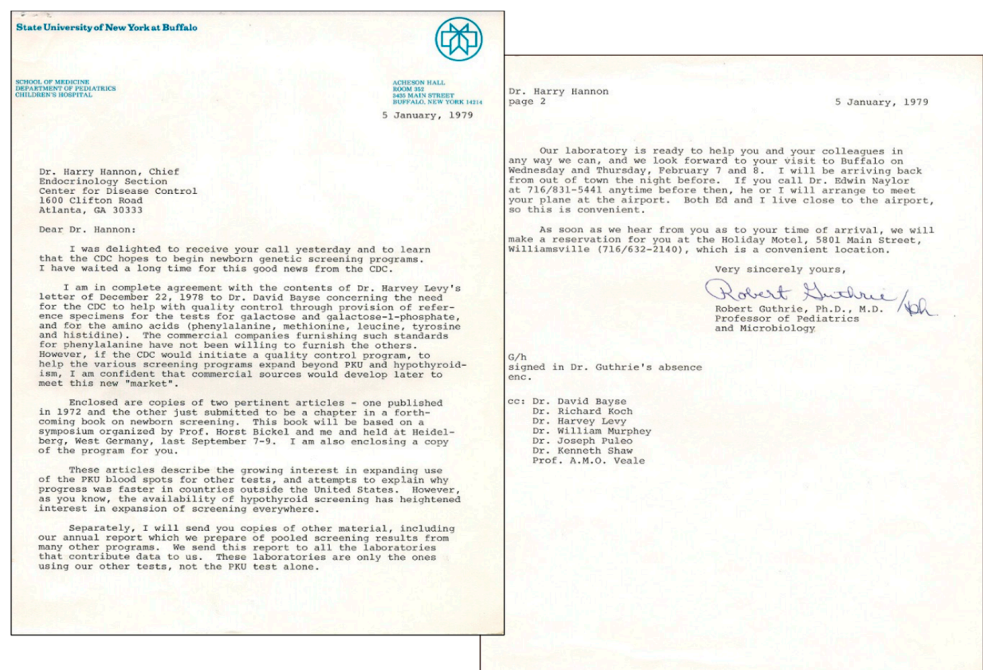 State University of New York at Buffalo
SCHOOL OF MEDICINE
DEPARTMENT OF PEDIATRICS
CHILDREN'S HOSPITAL
ACHESON HALL
ROOM 352
3435 MAIN STREET
BUFFALO, NEW YORK 14214
5 January, 1979
Dr. Harry Hannon, Chief
Endocrinology Section
Center for Disease Control
1600 Clifton Road
Atlanta, GA 30333
Dear Dr. Hannon:
I was delighted to receive your call yesterday and to learn
that the CDC hopes to begin newborn genetic screening programs.
I have waited a long time for this good news from the CDC.
I am in complete agreement with the contents of Dr. Harvey Levy's
letter of December 22, 1978 to Dr. David Bayse concerning the need
for the CDC to help with quality control through provision of refer-
ence specimens for the tests for galactose and galactose-l-phosphate,
and for the amino acids (phenylalanine, methionine, leucine, tyrosine
and histidine). The commercial companies furnishing such standards
for phenylalanine have not been willing to furnish the others.
However, if the CDC would initiate a quality control program, to
help the various screening programs expand beyond PKU and hypothyroid-
ism, I am confident that commercial sources would develop later to
meet this new "market".
Enclosed are copies of two pertinent articles - one published
in 1972 and the other just submitted to be a chapter in a forth-
coming book on newborn screening. This book will be based on a
symposium organized by Prof. Horst Bickel and me and held at Heidel-
berg, West Germany, last September 7-9. I am also enclosing a copy
of the program for you.
These articles describe the growing interest in expanding use
of the PKU blood spots for other tests, and attempts to explain why
progress was faster in countries outside the United States. However,
as you know, the availability of hypothyroid screening has heightened
interest in expansion of screening everywhere.
Separately, I will send you copies of other material, including
our annual report which we prepare of pooled screening results from
many other programs. We send this report to all the laboratories
that contribute data to us. These laboratories are only the ones
using our other tests, not the PKU test alone.
Dr. Harry Hannon
page 2
5 January, 1979
Our laboratory is ready to help you and your colleagues in
any way we can, and we look forward to your visit to Buffalo on
Wednesday and Thursday, February 7 and 8. I will be arriving back
from out of town the night before. If you call Dr. Edwin Naylor
at 716/831-5441 anytime before then, he or I will arrange to meet
your plane at the airport. Both Ed and I live close to the airport,
so this is convenient.
As soon as we hear from you as to your time of arrival, we will
make a reservation for you at the Holiday Motel, 5801 Main Street,
Williamsville (716/632-2140), which is a convenient location.
Very sincerely yours,
Robert Guthrie/
Robert Guthrie, Ph.D., M.D.
Professor of Pediatrics
and Microbiology
G/h
signed in Dr. Guthrie's absence
enc.
cc: Dr. David Bayse
Dr. Richard Koch
Dr. Harvey Levy
Dr. William Murphey
Dr. Joseph Puleo
Dr. Kenneth Shaw
Prof. A.M.O. Veale